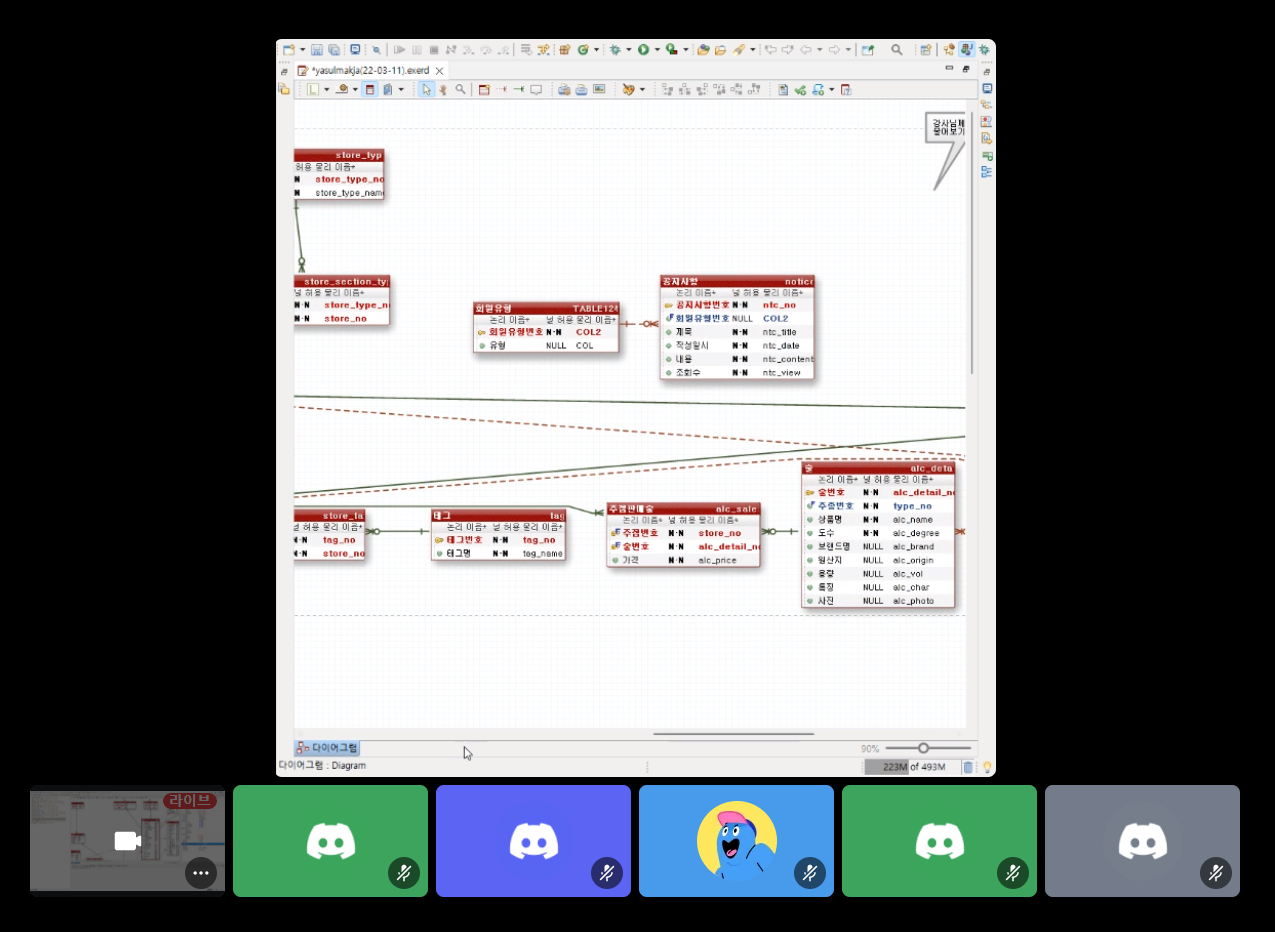 *yasulmakja(22-03-11).exerd
강사님께
물어보기
store_typ
허용 물리 이름+
N store_type_no
N store_type_name
store_section_typ
널 허용 물리 이름+
N-N store_type_no
N-N store_no
회원유형 TABLE124
논리 이름+ 널 허용 물리 이름+
회원유형번호 N-N COL2
유형 NULL COL
공지사항 notice
논리 이름+ 널 허용 물리 이름+
공지사항번호 N-N ntc_no
회원유형번호 NULL COL2
제목 N-N ntc_title
작성일시 N-N ntc_date
내용 N-N ntc_content
조회수 N-N ntc_view
store_ta
널 허용 물리 이름+
N-N tag_no
N-N store_no
태그 tag
논리 이름+ 널 허용 물리 이름+
태그번호 N-N tag_no
태그명 N-N tag_name
주점판매술 alc_sale
논리 이름+ 널 허용 물리 이름+
주점번호 N-N store_no
술번호 N-N alc_detail_no
가격 N-N alc_price
술 alc_deta
논리 이름+ 널 허용 물리 이름+
술번호 N-N alc_detail_no
주종번호 N-N type_no
상품명 N-N alc_name
도수 N-N alc_degree
브랜드명 NULL alc_brand
원산지 NULL alc_origin
용량 NULL alc_vol
특징 NULL alc_char
사진 NULL alc_photo
다이어그램
90%
다이어그램 : Diagram
223M of 493M
라이브